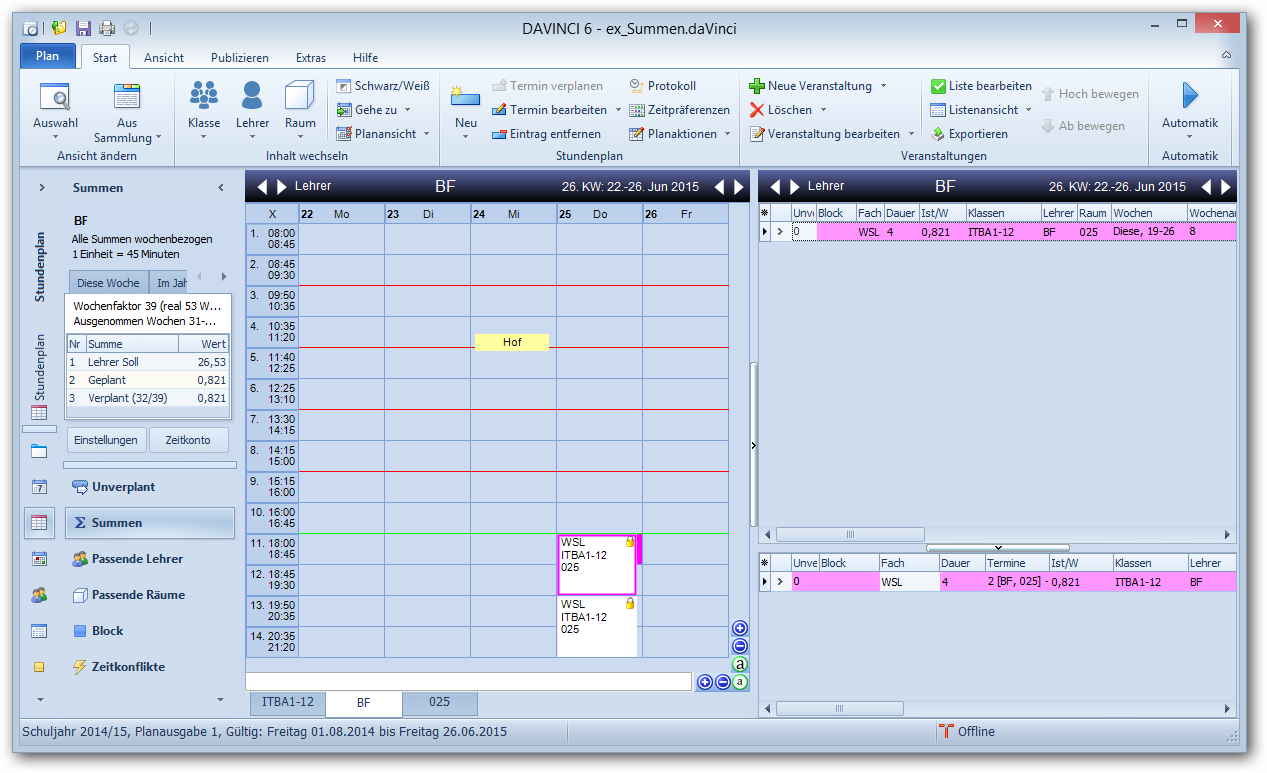 DAVINCI 6 - ex_Summen.daVinci
Plan Start Ansicht Publizieren Extras Hilfe
Auswahl
Aus Sammlung
Ansicht ändern
Klasse Lehrer Raum
Schwarz/Weiß
Gehe zu
Planansicht
Inhalt wechseln
Neu
Termin verplanen
Termin bearbeiten
Eintrag entfernen
Protokoll
Zeitpräferenzen
Planaktionen
Stundenplan
Neue Veranstaltung
Löschen
Veranstaltung bearbeiten
Liste bearbeiten
Listenansicht
Exportieren
Hoch bewegen
Ab bewegen
Veranstaltungen
Automatik
Automatik
Stundenplan
Stundenplan
7
Summen
BF
Alle Summen wochenbezogen
1 Einheit = 45 Minuten
Diese Woche Im Jah
Wochenfaktor 39 (real 53 W...
Ausgenommen Wochen 31-...
Nr Summe Wert
1 Lehrer Soll 26,53
2 Geplant 0,821
3 Verplant (32/39) 0,821
Einstellungen Zeitkonto
Unverplant
Summen
Passende Lehrer
Passende Räume
Block
Zeitkonflikte
Lehrer BF 26. KW: 22.-26. Jun 2015
X 22 Mo 23 Di 24 Mi 25 Do 26 Fr
1. 08:00
08:45
2. 08:45
09:30
3. 09:50
10:35
4. 10:35
11:20
Hof
5. 11:40
12:25
6. 12:25
13:10
7. 13:30
14:15
8. 14:15
15:00
9. 15:15
16:00
10. 16:00
16:45
11. 18:00
18:45
12. 18:45
19:30
13. 19:50
20:35
14. 20:35
21:20
WSL
ITBA1-12
025
WSL
ITBA1-12
025
a
a
ITBA1-12 BF 025
Lehrer BF 26. KW: 22.-26. Jun 2015
Unve Block Fach Dauer Ist/W Klassen Lehrer Raum Wochen Wochenar
0 WSL 4 0,821 ITBA1-12 BF 025 Diese, 19-26 8
Unve Block Fach Dauer Termine Ist/W Klassen Lehrer
0 WSL 4 2 [BF, 025] - 0,821 ITBA1-12 BF
Schuljahr 2014/15, Planausgabe 1, Gültig: Freitag 01.08.2014 bis Freitag 26.06.2015
Offline